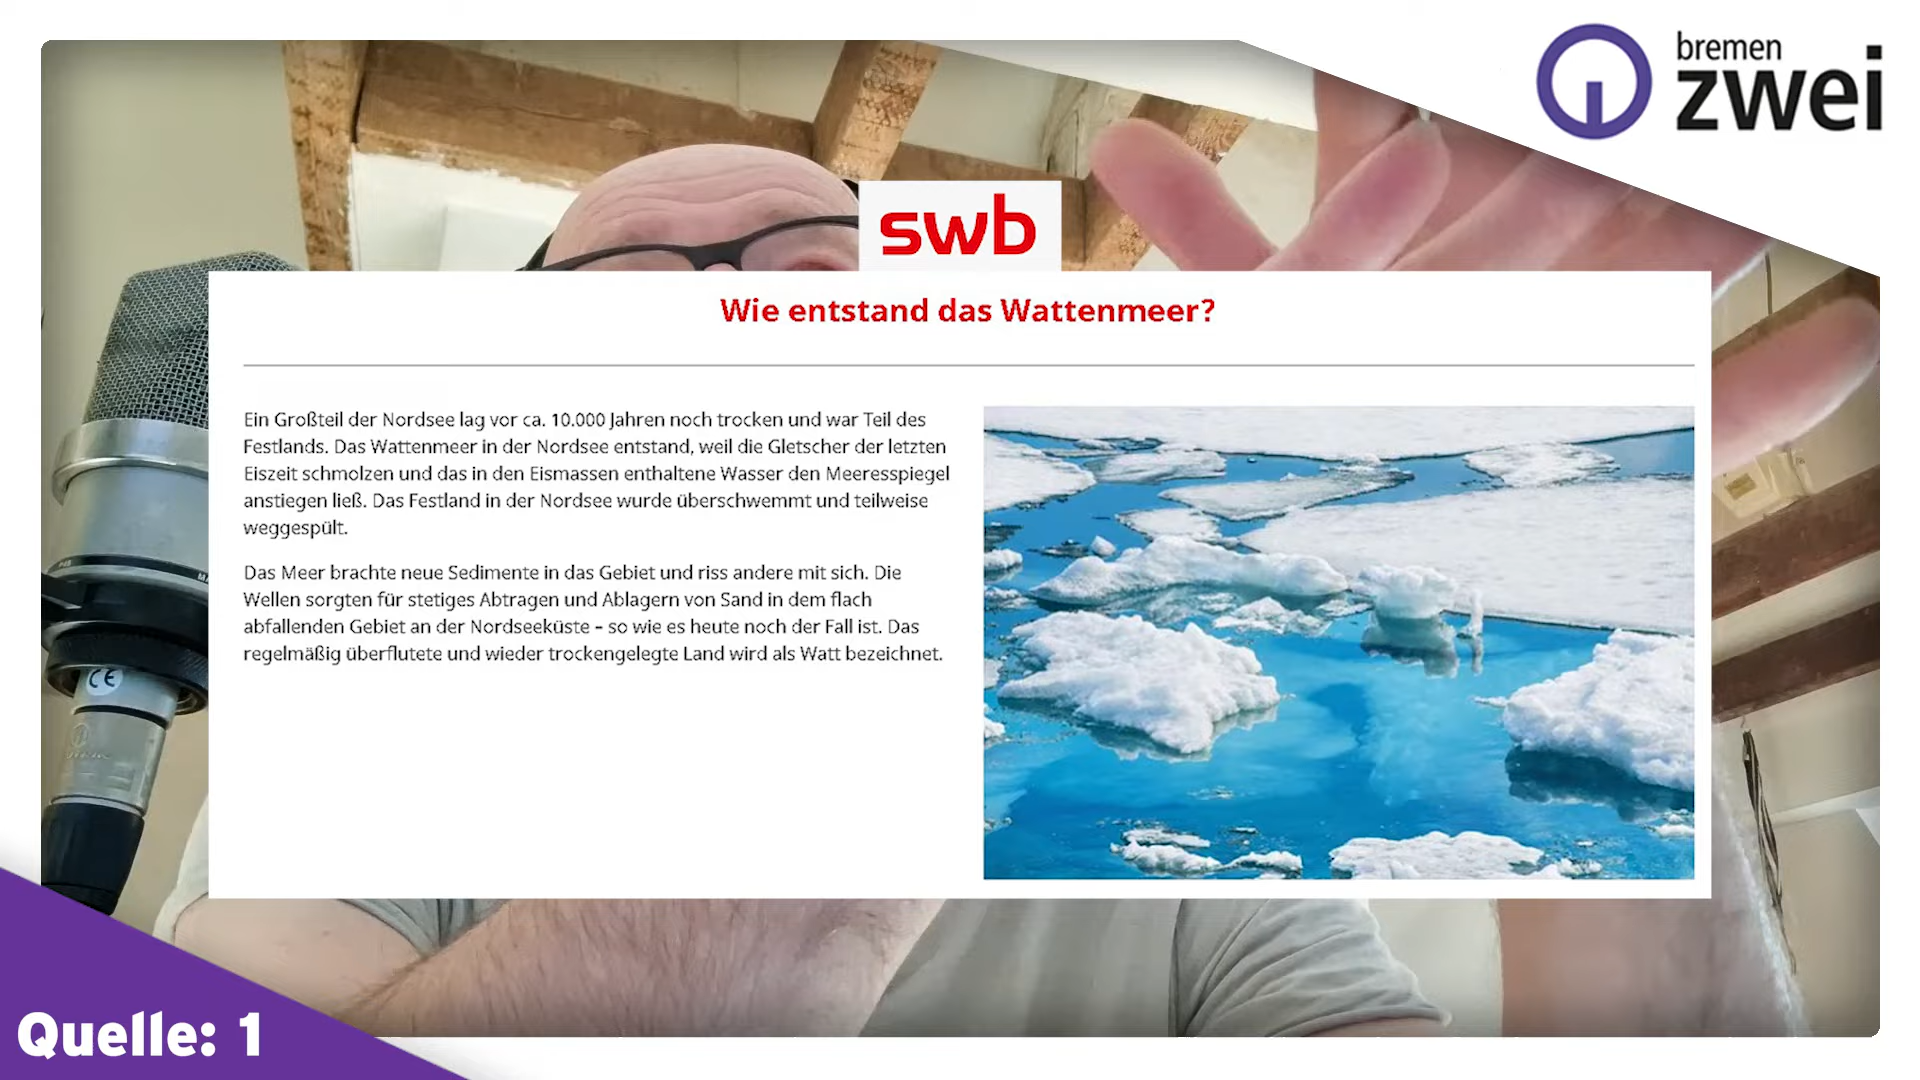 bremen
zwei
swb
Wie entstand das Wattenmeer?
Ein Großteil der Nordsee lag vor ca. 10.000 Jahren noch trocken und war Teil des
Festlands. Das Wattenmeer in der Nordsee entstand, weil die Gletscher der letzten
Eiszeit schmolzen und das in den Eismassen enthaltene Wasser den Meeresspiegel
anstiegen ließ. Das Festland in der Nordsee wurde überschwemmt und teilweise
weggespült.
Das Meer brachte neue Sedimente in das Gebiet und riss andere mit sich. Die
Wellen sorgten für stetiges Abtragen und Ablagern von Sand in dem flach
abfallenden Gebiet an der Nordseeküste – so wie es heute noch der Fall ist. Das
regelmäßig überflutete und wieder trockengelegte Land wird als Watt bezeichnet.
CE
Quelle: 1